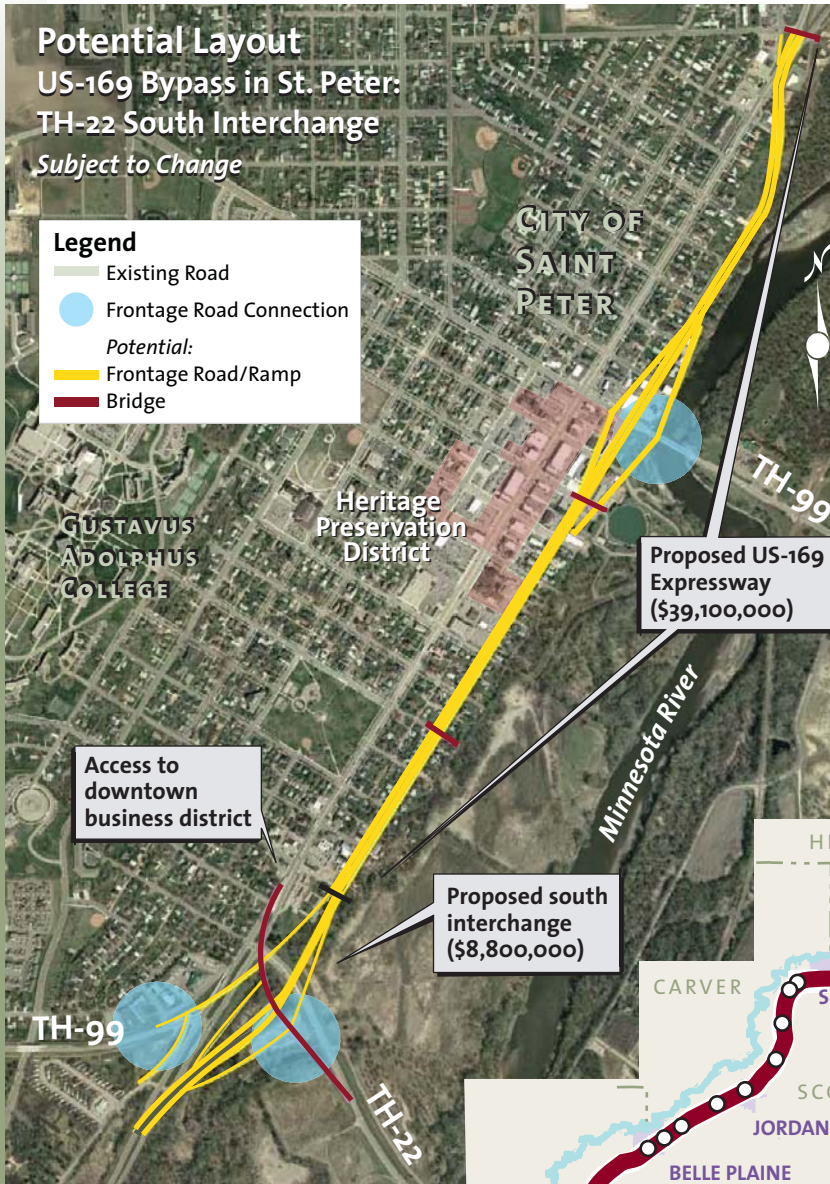 Potential Layout
US-169 Bypass in St. Peter:
TH-22 South Interchange
Subject to Change
Legend
Existing Road
Frontage Road Connection
Potential:
Frontage Road/Ramp
Bridge
CITY OF
SAINT
PETER
N
TH-99
Heritage
Preservation
District
GUSTAVUS
ADOLPHUS
COLLEGE
Proposed US-169
Expressway
($39,100,000)
Minnesota River
Access to
downtown
business district
Proposed south
interchange
($8,800,000)
TH-99
TH-22
CARVER
JORDAN
BELLE PLAINE